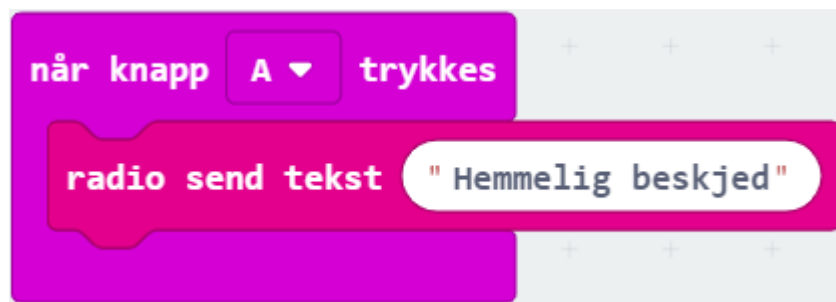 når knapp A trykkes
radio send tekst "Hemmelig beskjed"